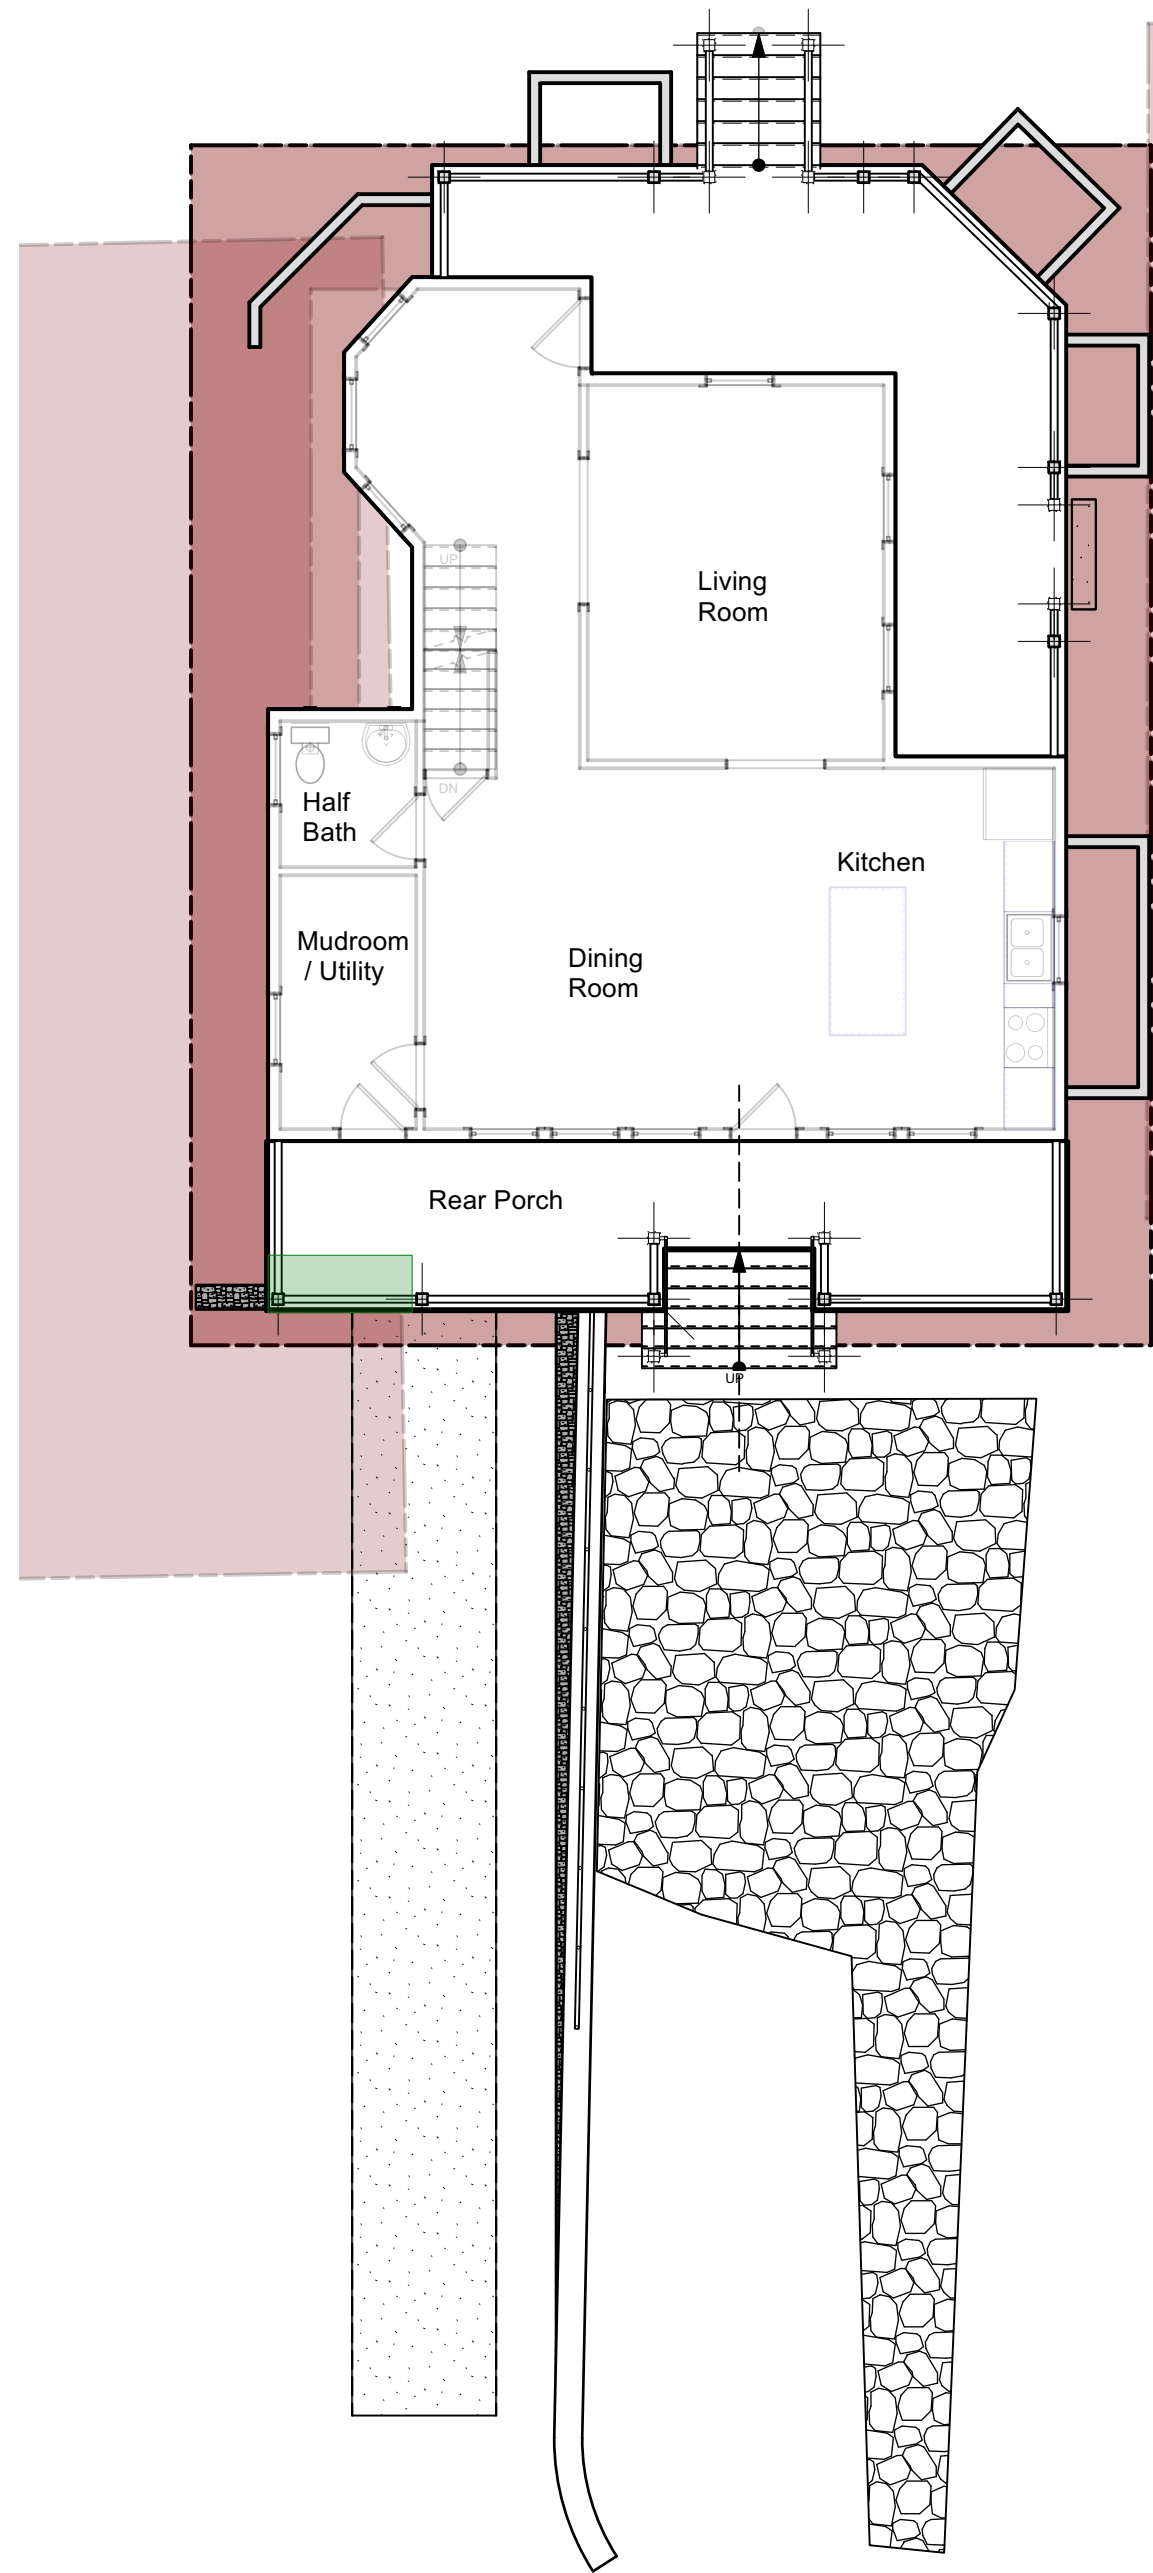 UP
Living
Room
DN
Half
Bath
Kitchen
Mudroom
/ Utility
Dining
Room
Rear Porch
UP